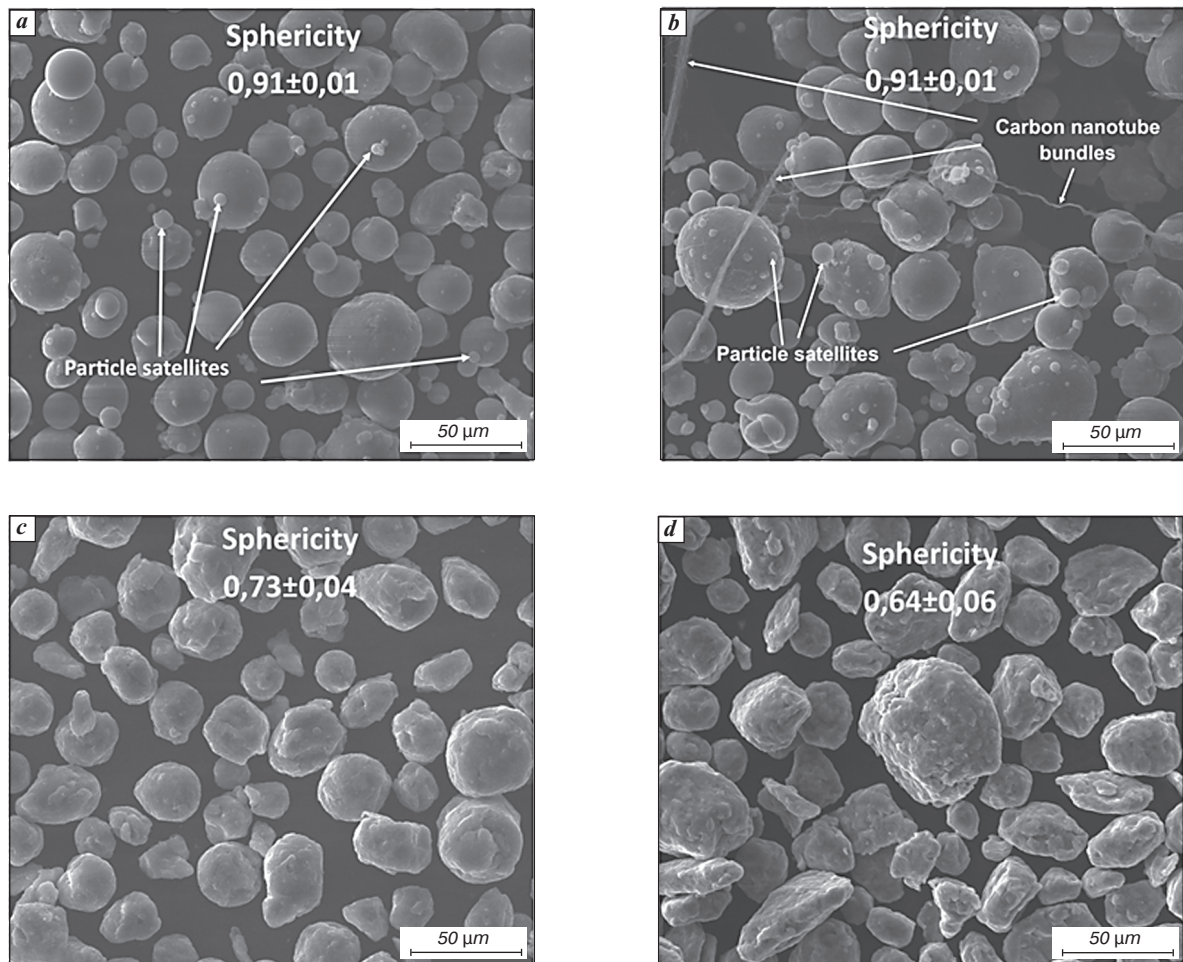 a
Sphericity
0,91±0,01
Particle satellites
50 µm
b
Sphericity
0,91±0,01
Carbon nanotube
bundles
Particle satellites
50 µm
c
Sphericity
0,73±0,04
50 µm
d
Sphericity
0,64±0,06
50 µm